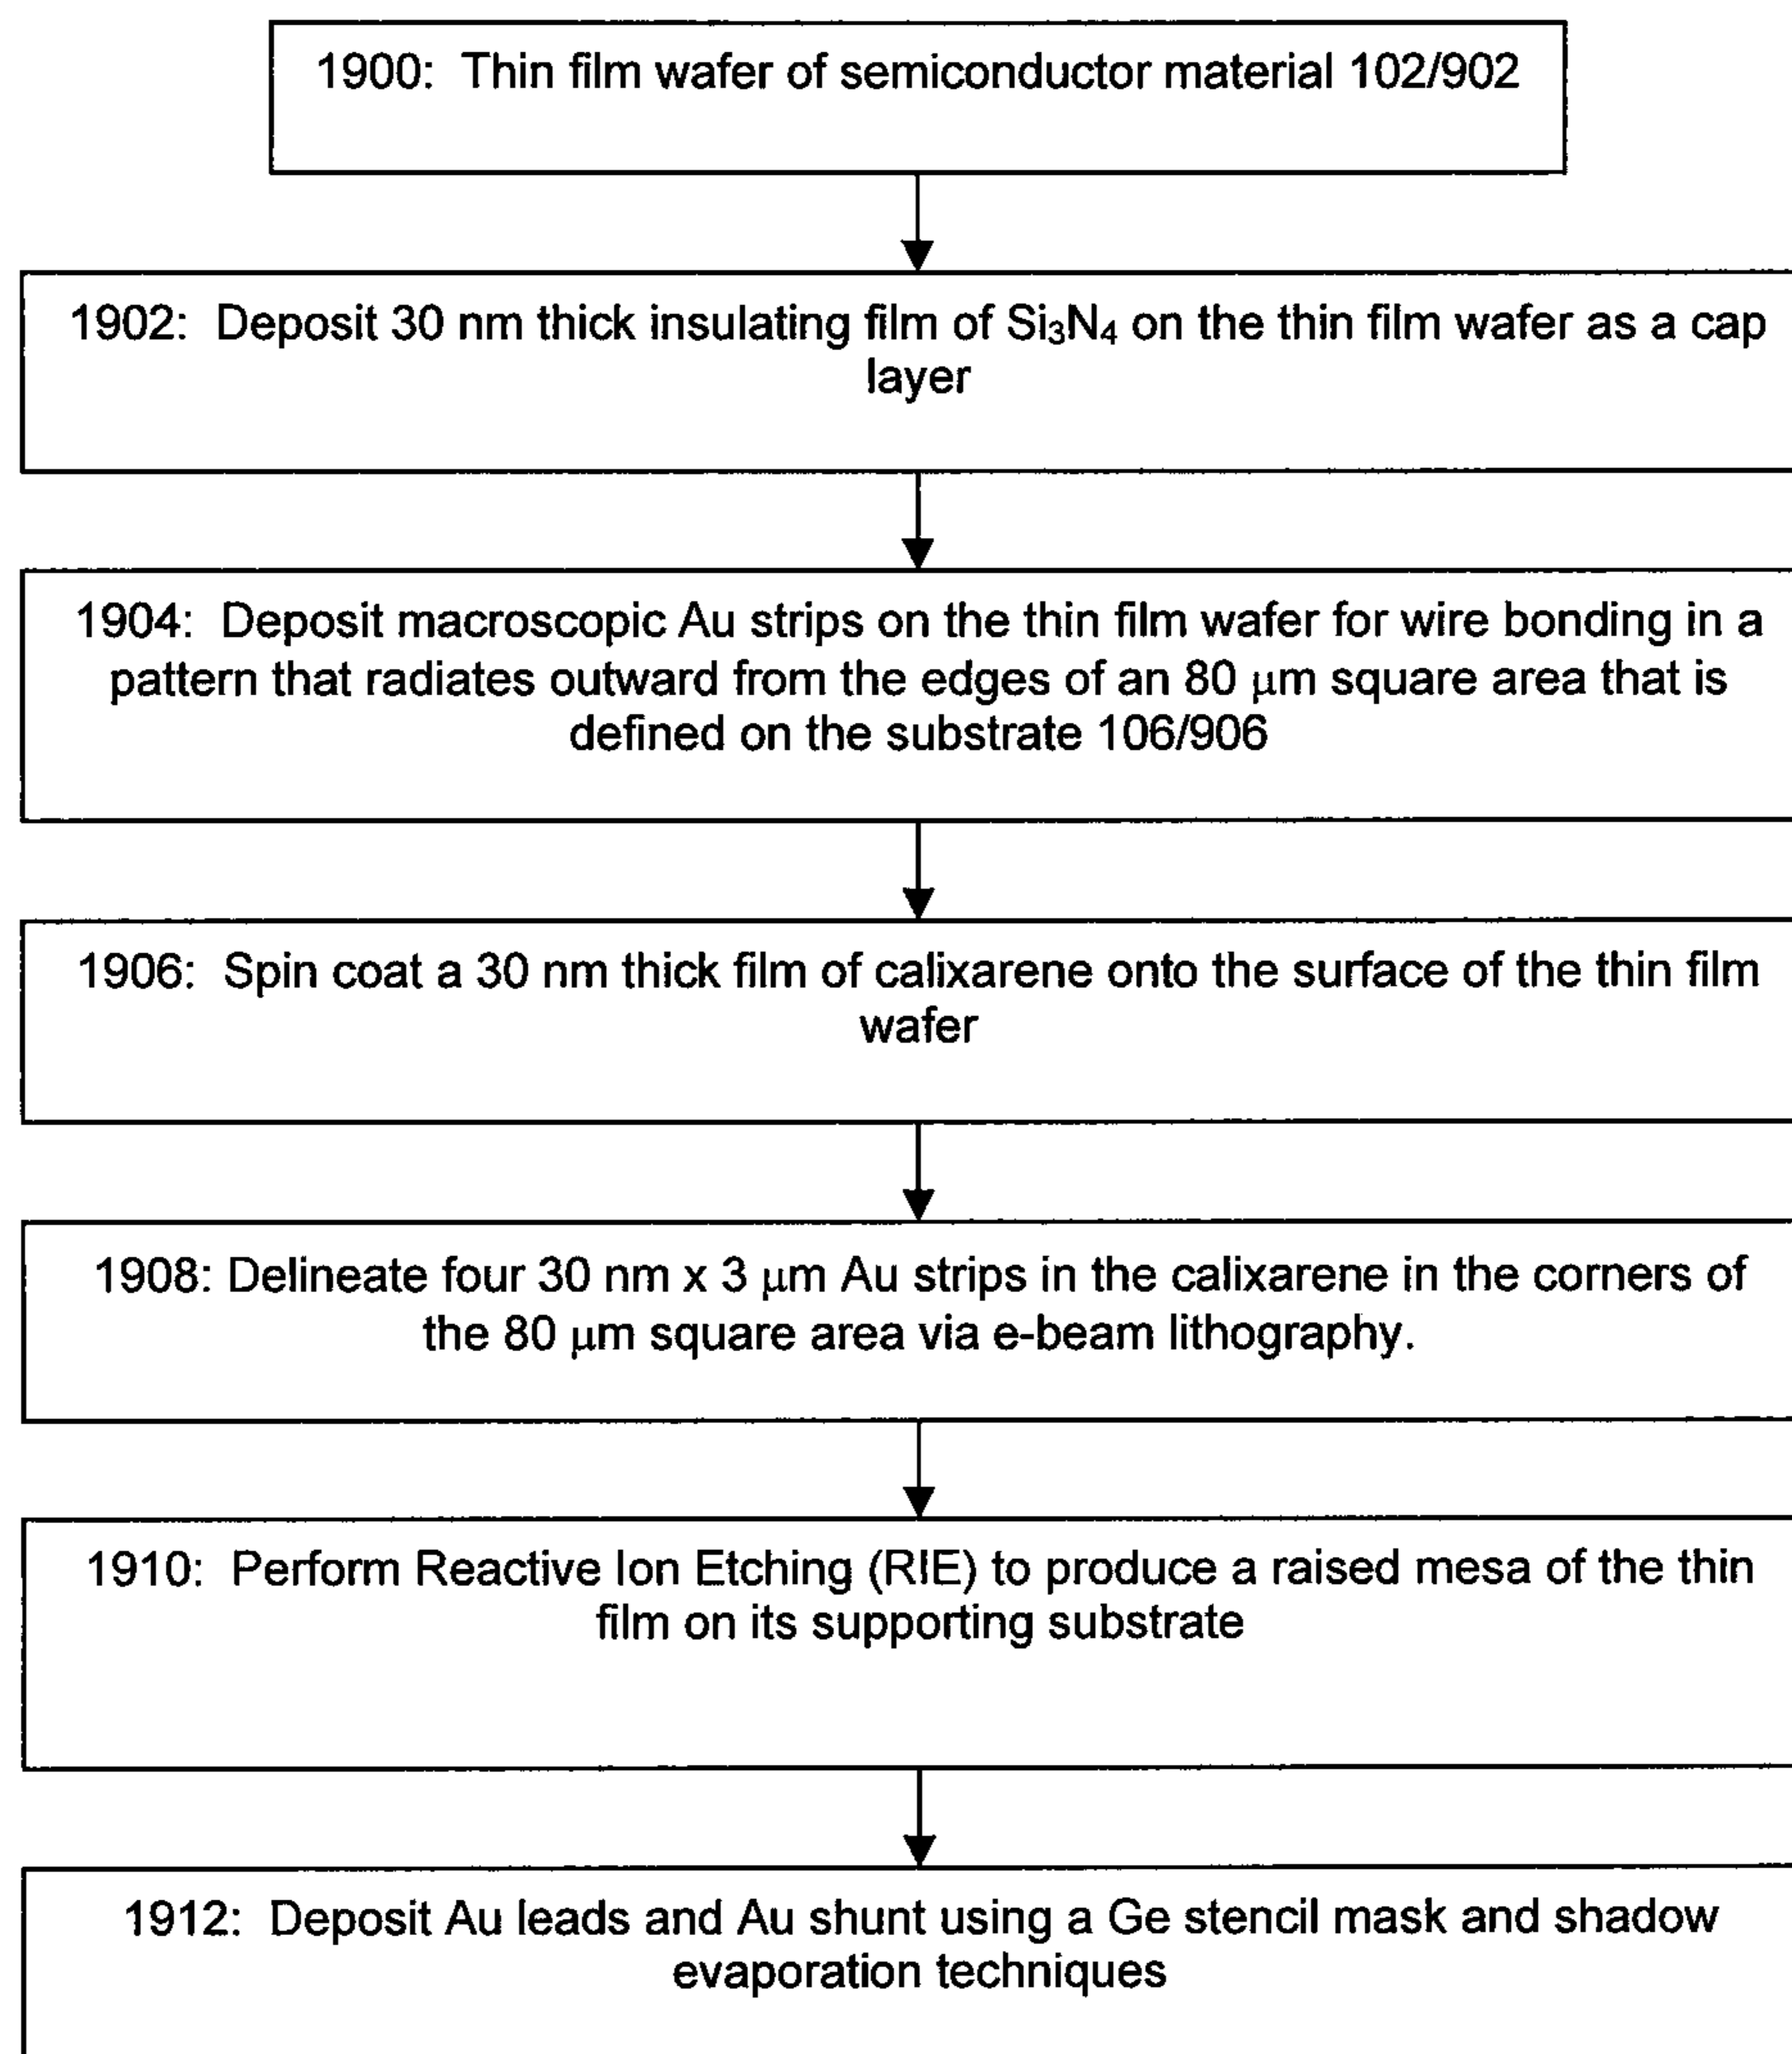 1900: Thin film wafer of semiconductor material 102/902
1902: Deposit 30 nm thick insulating film of Si₃N₄ on the thin film wafer as a cap
layer
1904: Deposit macroscopic Au strips on the thin film wafer for wire bonding in a
pattern that radiates outward from the edges of an 80 μm square area that is
defined on the substrate 106/906
1906: Spin coat a 30 nm thick film of calixarene onto the surface of the thin film
wafer
1908: Delineate four 30 nm x 3 μm Au strips in the calixarene in the corners of
the 80 μm square area via e-beam lithography.
1910: Perform Reactive Ion Etching (RIE) to produce a raised mesa of the thin
film on its supporting substrate
1912: Deposit Au leads and Au shunt using a Ge stencil mask and shadow
evaporation techniques